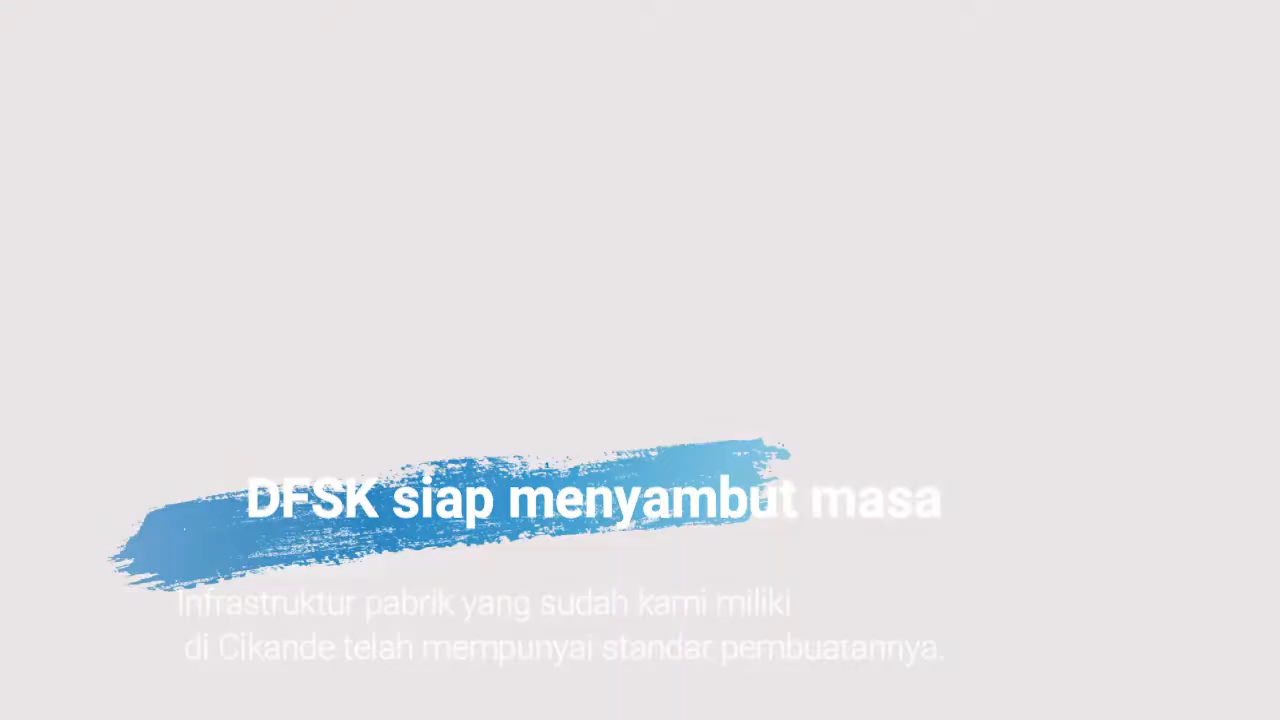 DFSK siap menyambut masa
Infrastruktur pabrik yang sudah kami miliki
di Cikande telah mempunyai standar pembuatannya.